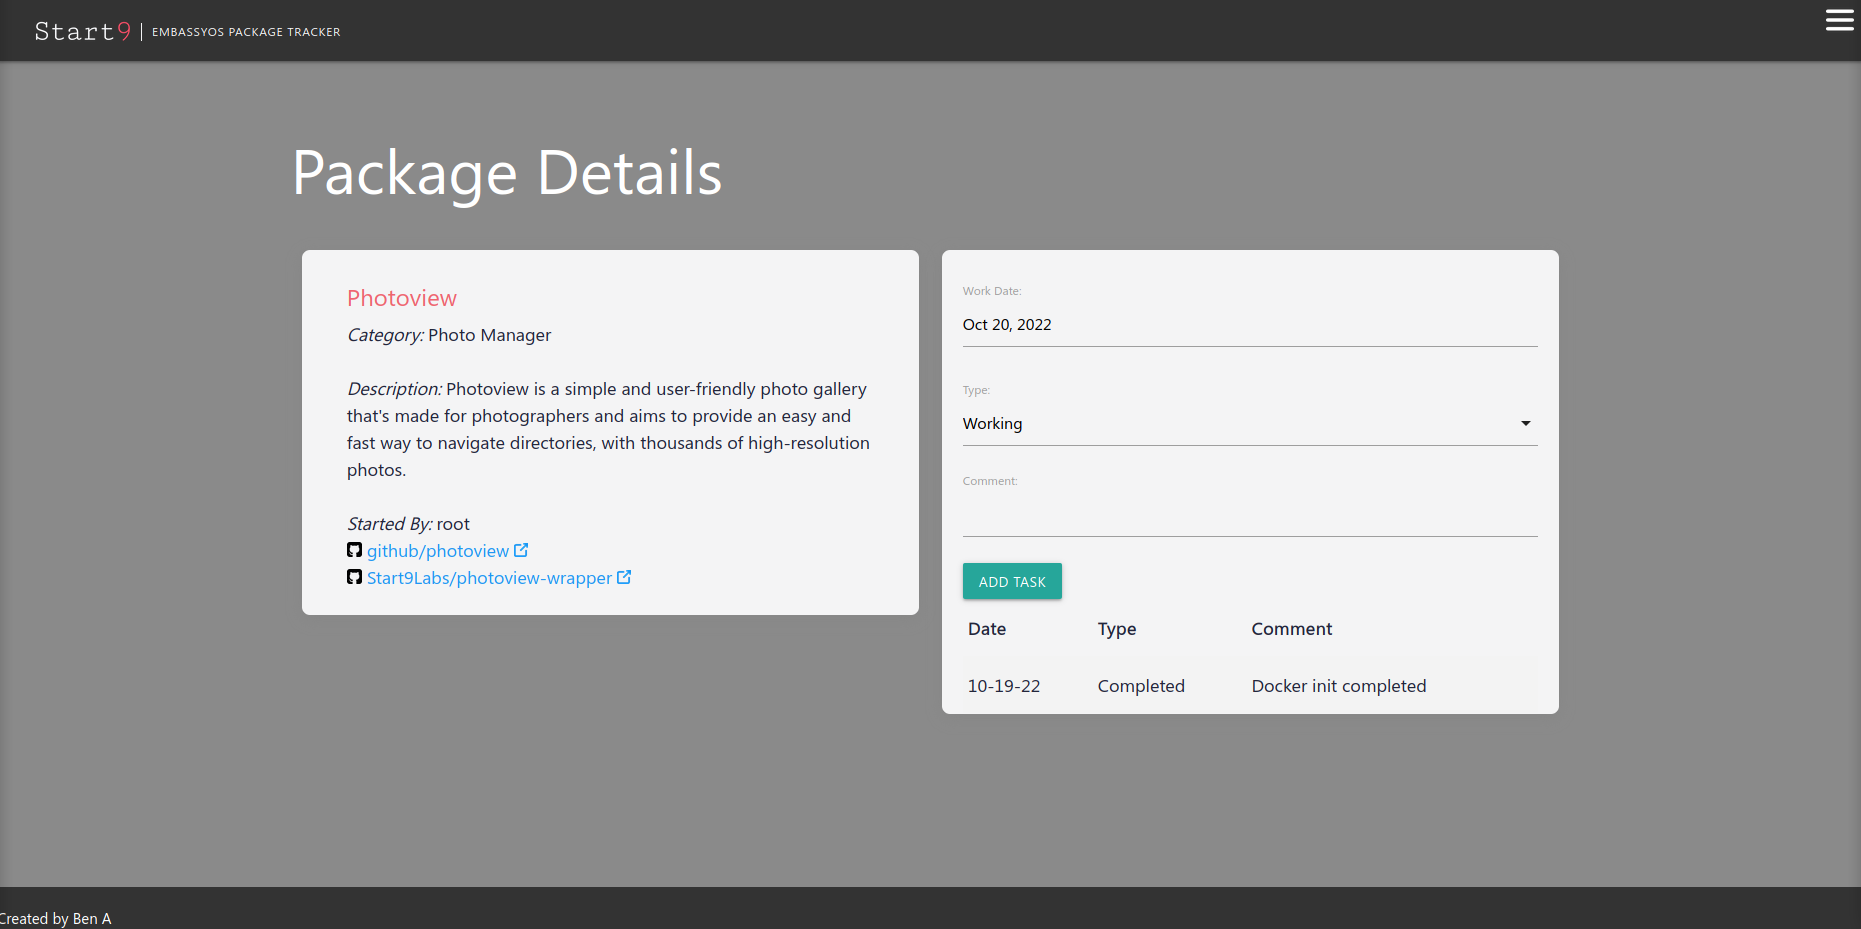 Start9 | EMBASSYOS PACKAGE TRACKER
Package Details
Photoview
Category: Photo Manager
Description: Photoview is a simple and user-friendly photo gallery
that's made for photographers and aims to provide an easy and
fast way to navigate directories, with thousands of high-resolution
photos.
Started By: root
github/photoview
Start9Labs/photoview-wrapper
Work Date:
Oct 20, 2022
Type:
Working
Comment:
ADD TASK
Date Type Comment
10-19-22 Completed Docker init completed
Created by Ben A